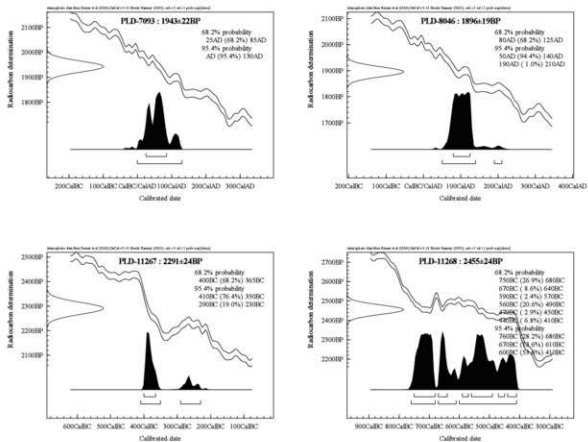 PLD-7093 : 1943±22BP
68.2% probability
25AD (68.2%) 85AD
95.4% probability
AD (95.4%) 130AD
Radiocarbon determination
2100BP
2000BP
1900BP
1800BP
200CalBC
100CalBC
CalBC/CalAD
100CalAD
200CalAD
300CalAD
Calibrated date
PLD-8046 : 1896±19BP
68.2% probability
80AD (68.2%) 125AD
95.4% probability
50AD (94.4%) 140AD
190AD ( 1.0%) 210AD
Radiocarbon determination
2100BP
2000BP
1900BP
1800BP
1700BP
200CalBC
100CalBC
CalBC/CalAD
100CalAD
200CalAD
300CalAD
400CalAD
Calibrated date
PLD-11267 : 2291±24BP
68.2% probability
400BC (68.2%) 365BC
95.4% probability
410BC (76.4%) 350BC
290BC (19.0%) 230BC
Radiocarbon determination
2500BP
2400BP
2300BP
2200BP
2100BP
600CalBC
500CalBC
400CalBC
300CalBC
200CalBC
100CalBC
Calibrated date
PLD-11268 : 2455±24BP
68.2% probability
750BC (26.9%) 680BC
670BC ( 8.6%) 640BC
590BC ( 2.4%) 570BC
560BC (20.6%) 490BC
( 2.9%) 450BC
( 6.8%) 410BC
95.4% probability
760BC (28.2%) 680BC
670BC 610BC
600BC 410BC
Radiocarbon determination
2700BP
2600BP
2500BP
2400BP
2300BP
2200BP
900CalBC
800CalBC
700CalBC
600CalBC
500CalBC
400CalBC
300CalBC
Calibrated date